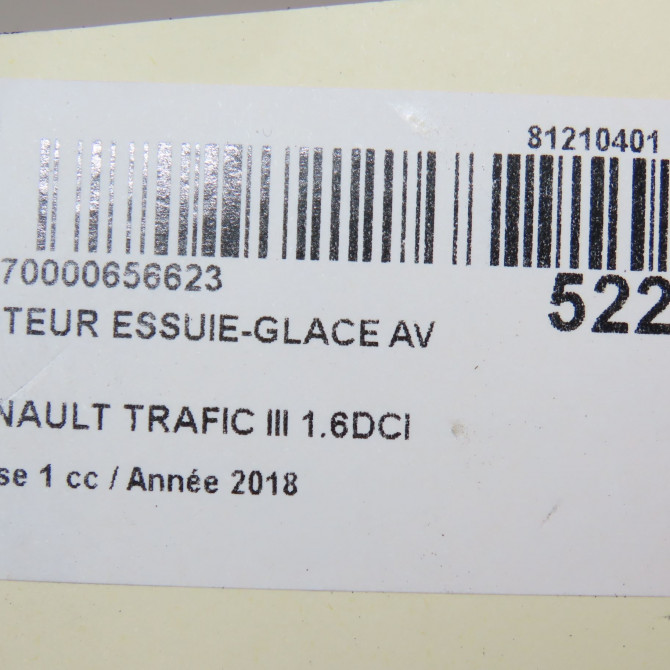 81210401
70000656623
522
TEUR ESSUIE-GLACE AV
NAULT TRAFIC III 1.6DCI
se 1 cc / Année 2018